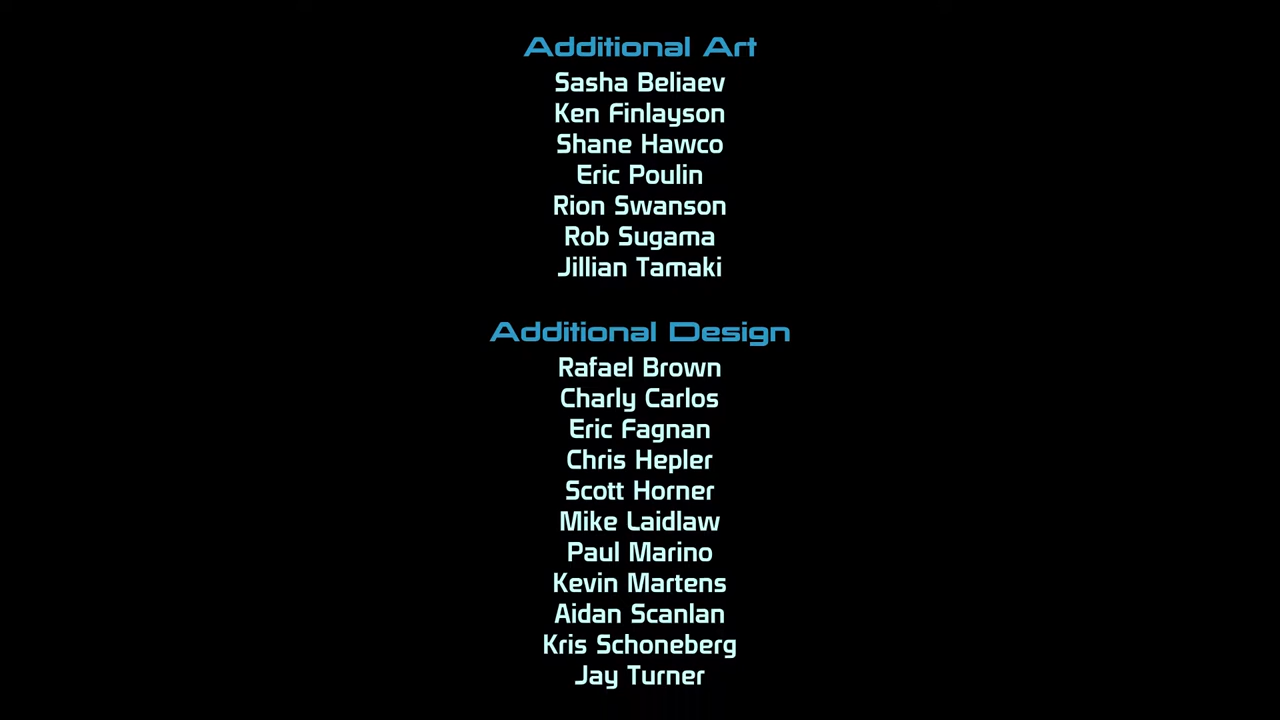 Additional Art
Sasha Beliaev
Ken Finlayson
Shane Hawco
Eric Poulin
Rion Swanson
Rob Sugama
Jillian Tamaki
Additional Design
Rafael Brown
Charly Carlos
Eric Fagnan
Chris Hepler
Scott Horner
Mike Laidlaw
Paul Marino
Kevin Martens
Aidan Scanlan
Kris Schoneberg
Jay Turner